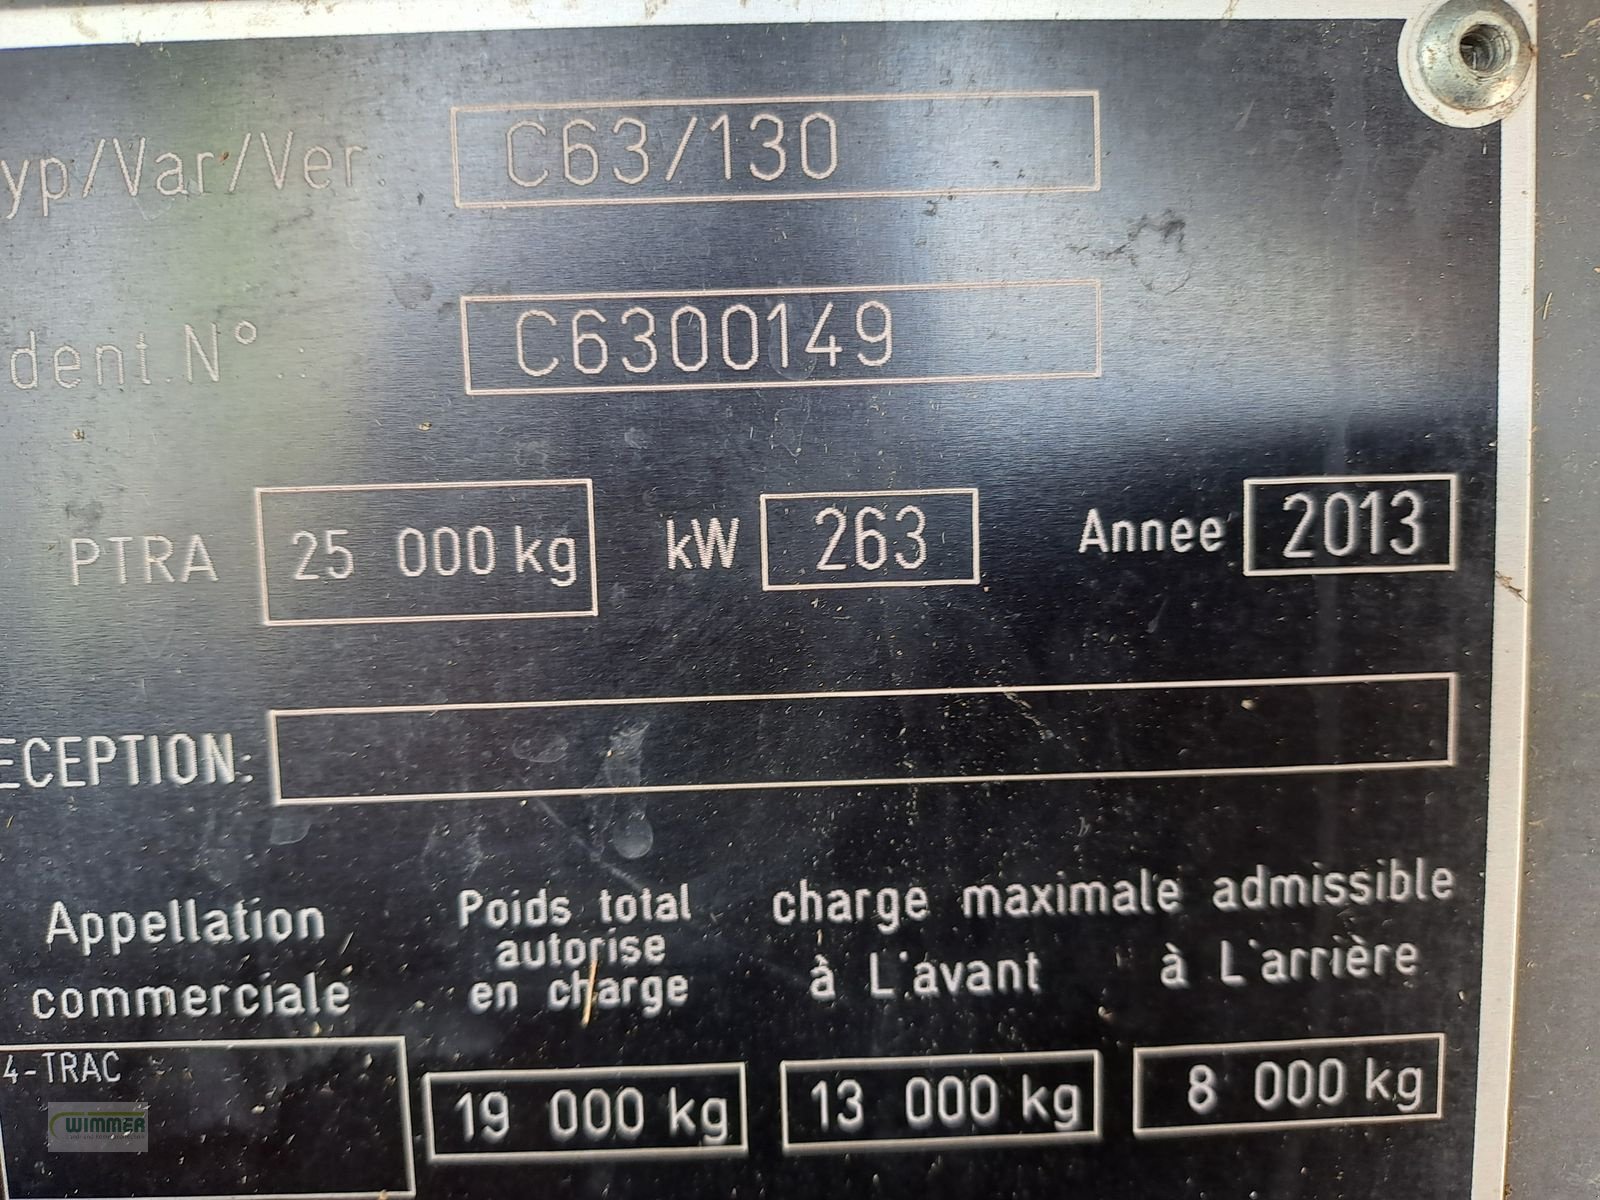 yp/Var/Ver. C63/130
dent.N°.: C6300149
PTRA 25 000 kg kW 263 Annee 2013
ECEPTION:
Appellation commerciale
Poids total autorise en charge
charge maximale admissible
à L'avant à L'arrière
4-TRAC
19 000 kg 13 000 kg 8 000 kg
WIMMER